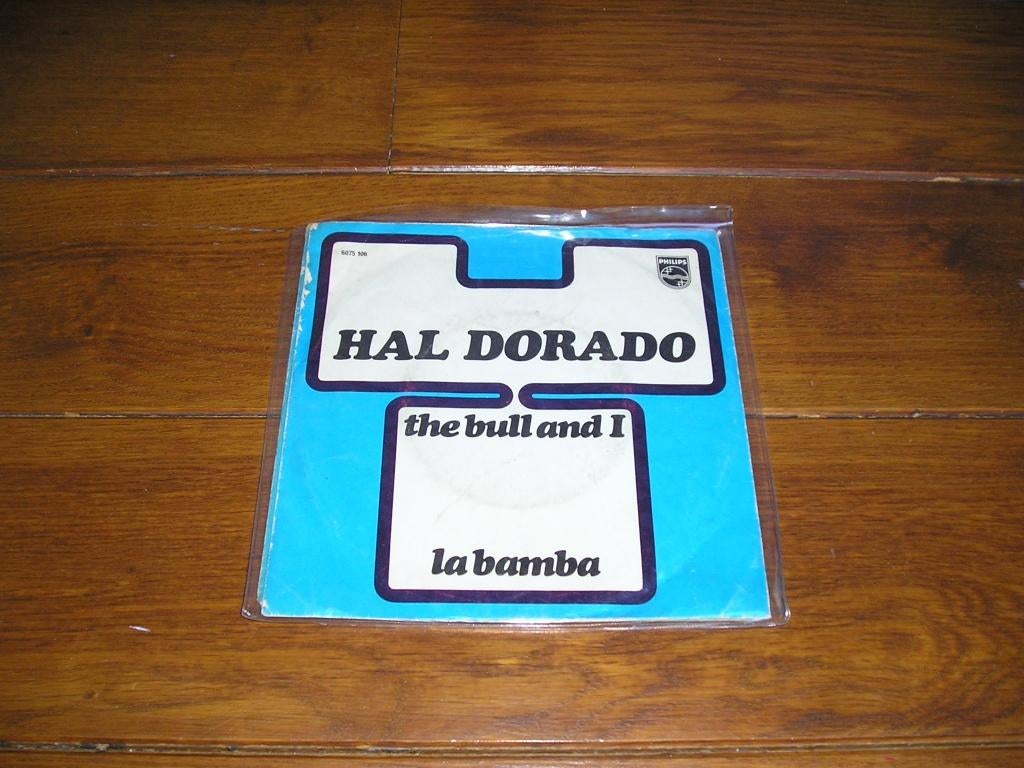 6075 106
PHILIPS
HAL DORADO
the bull and I
la bamba